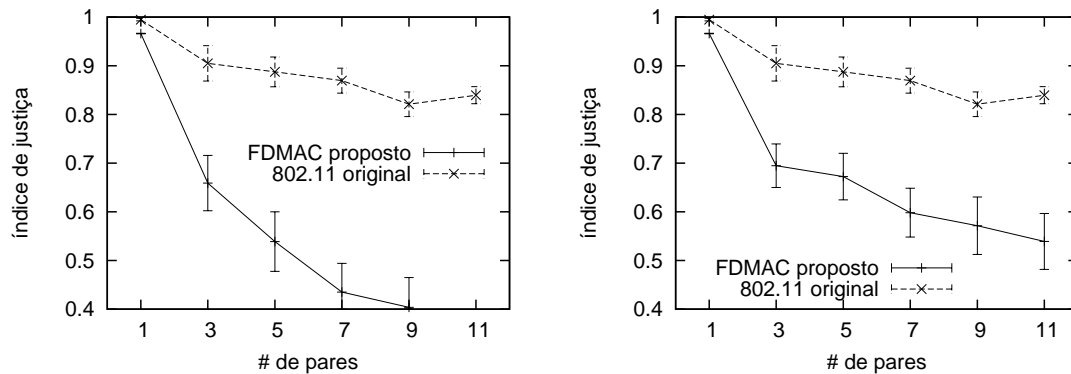 1
0.9
0.8
0.7
0.6
0.5
0.4
índice de justiça
FDMAC proposto
802.11 original
1 3 5 7 9 11
# de pares
1
0.9
0.8
0.7
0.6
0.5
0.4
índice de justiça
FDMAC proposto
802.11 original
1 3 5 7 9 11
# de pares